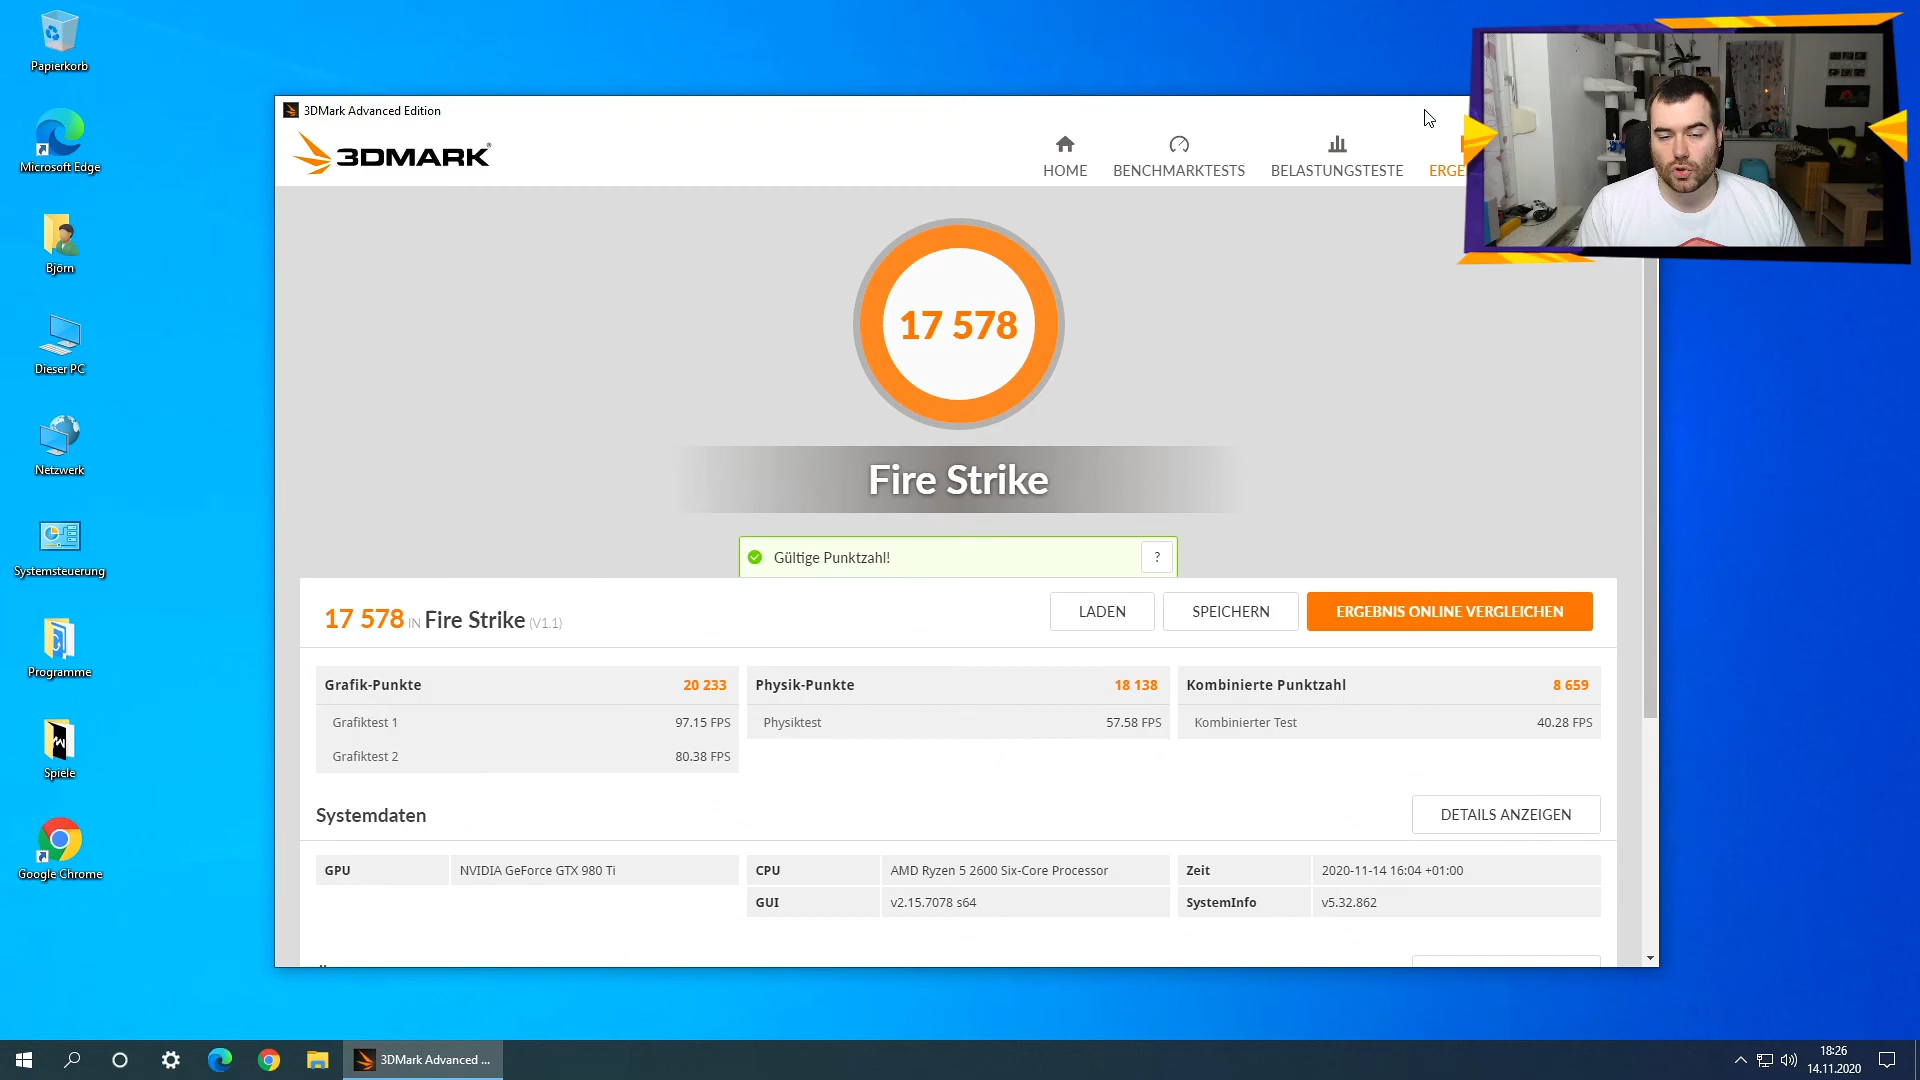 Papierkorb
Microsoft Edge
Björn
Dieser PC
Netzwerk
Systemsteuerung
Programme
Spiele
Google Chrome
3DMark Advanced Edition
3DMARK®
HOME
BENCHMARKTESTS
BELASTUNGSTESTE
ERGE
17 578
Fire Strike
Gültige Punktzahl!
?
17 578 IN Fire Strike (V1.1)
LADEN
SPEICHERN
ERGEBNIS ONLINE VERGLEICHEN
Grafik-Punkte 20 233
Grafiktest 1 97.15 FPS
Grafiktest 2 80.38 FPS
Physik-Punkte 18 138
Physiktest 57.58 FPS
Kombinierte Punktzahl 8 659
Kombinierter Test 40.28 FPS
Systemdaten
DETAILS ANZEIGEN
GPU NVIDIA GeForce GTX 980 Ti
CPU AMD Ryzen 5 2600 Six-Core Processor
GUI v2.15.7078 s64
Zeit 2020-11-14 16:04 +01:00
SystemInfo v5.32.862
3DMark Advanced ...
18:26
14.11.2020